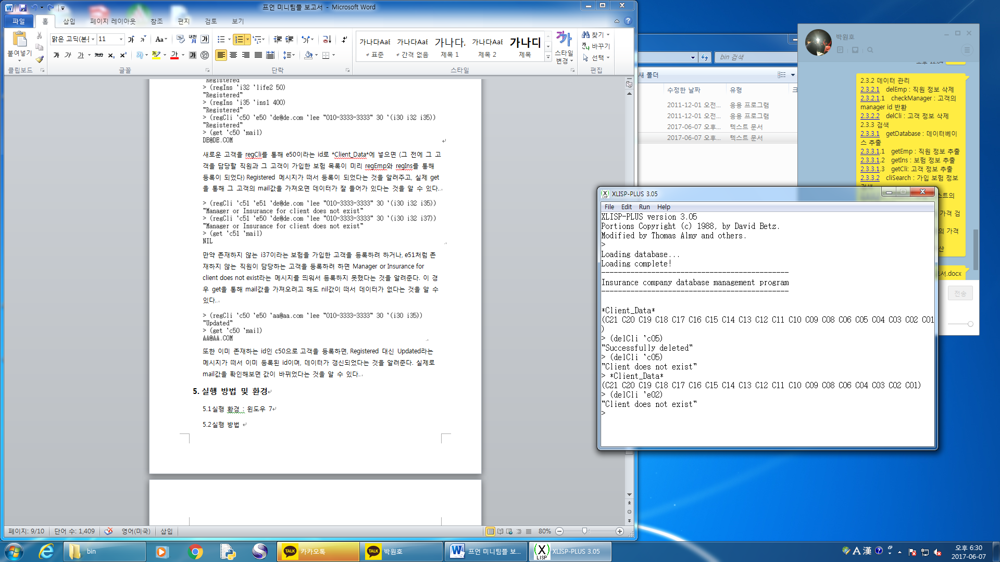 프언 미니팀플 보고서 - Microsoft Word
파일 홈 삽입 페이지 레이아웃 참조 편지 검토 보기
붙여넣기
클립보드
맑은 고딕(본문 11
글꼴
단락
가나다AaB 가나다AaB 가나다 가나다AaB 가나다
표준 간격 없음 제목 1 제목 2 제목
스타일 변경
스타일
찾기
바꾸기
선택
편집
"Registered"
> (regIns 'i32 'life2 50)
"Registered"
> (regIns 'i35 'ins1 400)
"Registered"
> (regCli 'c50 'e50 'de@de.com 'lee "010-3333-3333" 30 '(i30 i32 i35))
"Registered"
> (get 'c50 'mail)
DE@DE.COM
새로운 고객을 regCli를 통해 e50이라는 id로 *Client_Data*에 넣으면 (그 전에 그 고
객을 담당할 직원과 그 고객이 가입한 보험 목록이 미리 regEmp와 regIns를 통해
등록이 되었다) Registered 메시지가 떠서 등록이 되었다는 것을 알려주고, 실제 get
을 통해 그 고객의 mail값을 가져오면 데이터가 잘 들어가 있다는 것을 알 수 있다.
> (regCli 'c51 'e51 'de@de.com 'lee "010-3333-3333" 30 '(i30 i32 i35))
"Manager or Insurance for client does not exist"
> (regCli 'c51 'e50 'de@de.com 'lee "010-3333-3333" 30 '(i30 i32 i37))
"Manager or Insurance for client does not exist"
> (get 'c51 'mail)
NIL
만약 존재하지 않는 i37이라는 보험을 가입한 고객을 등록하려 하거나, e51처럼 존
재하지 않는 직원이 담당하는 고객을 등록하려 하면 Manager or Insurance for
client does not exist라는 메시지를 띄워서 등록하지 못했다는 것을 알려준다. 이 경
우 get을 통해 mail값을 가져오려고 해도 nil값이 떠서 데이터가 없다는 것을 알 수
있다.
> (regCli 'c50 'e50 'aa@aa.com 'lee "010-3333-3333" 30 '(i30 i35))
"Updated"
> (get 'c50 'mail)
AA@AA.COM
또한 이미 존재하는 id인 c50으로 고객을 등록하면, Registered 대신 Updated라는
메시지가 떠서 이미 등록된 id이며, 데이터가 갱신되었다는 것을 알려준다. 실제로
mail값을 확인해보면 값이 바뀌었다는 것을 알 수 있다.
5. 실행 방법 및 환경
5.1실행 환경 : 윈도우 7
5.2실행 방법
페이지: 9/10 단어 수: 1,409 영어(미국) 삽입 80%
bin 검색
새 폴더
수정한 날짜 유형 크
2011-12-01 오전... 응용 프로그램
2011-12-01 오전... 응용 프로그램
2017-06-07 오후... 텍스트 문서
2017-06-07 오후... 텍스트 문서
박원호
2.3.2 데이터 관리
2.3.2.1 delEmp : 직원 정보 삭제
2.3.2.1.1 checkManager : 고객의
manager id 반환
2.3.2.2 delCli : 고객 정보 삭제
2.3.3 검색
2.3.3.1 getDatabase : 데이터베이
스 추출
2.3.3.1.1 getEmp : 직원 정보 추출
2.3.3.1.2 getIns : 보험 정보 추출
2.3.3.1.3 getCli: 고객 정보 추출
2.3.3.2 cliSearch : 가입 보험 정보
스트의
가격 검
의 가격
산
서.docx
전송
XLISP-PLUS 3.05
File Edit Run Help
XLISP-PLUS version 3.05
Portions Copyright (c) 1988, by David Betz.
Modified by Thomas Almy and others.
>
Loading database...
Loading complete!
---------------------------------------------
Insurance company database management program
---------------------------------------------
*Client_Data*
(C21 C20 C19 C18 C17 C16 C15 C14 C13 C12 C11 C10 C09 C08 C06 C05 C04 C03 C02 C01
)
> (delCli 'c05)
"Successfully deleted"
> (delCli 'c05)
"Client does not exist"
> *Client_Data*
(C21 C20 C19 C18 C17 C16 C15 C14 C13 C12 C11 C10 C09 C08 C06 C04 C03 C02 C01)
> (delCli 'e02)
"Client does not exist"
>
bin
카카오톡
박원호
프언 미니팀플 보...
XLISP-PLUS 3.05
A 漢
오후 6:30
2017-06-07